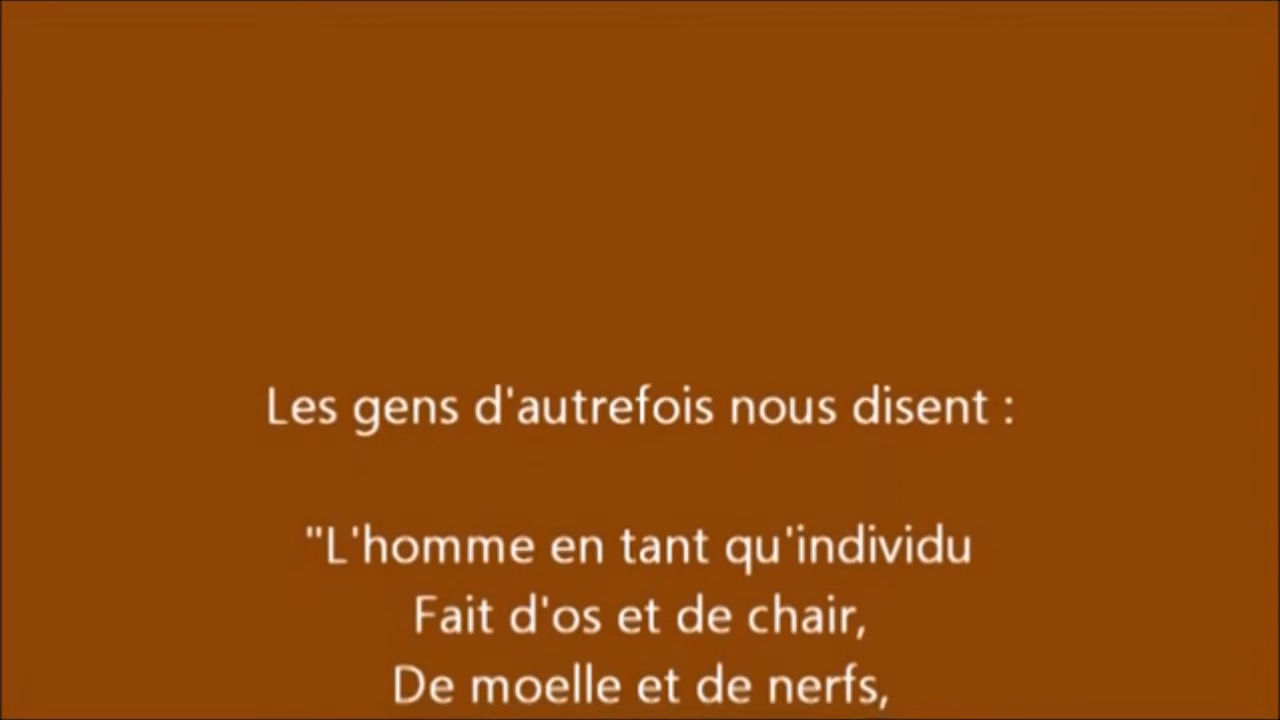 Les gens d'autrefois nous disent :
"L'homme en tant qu'individu
Fait d'os et de chair,
De moelle et de nerfs,